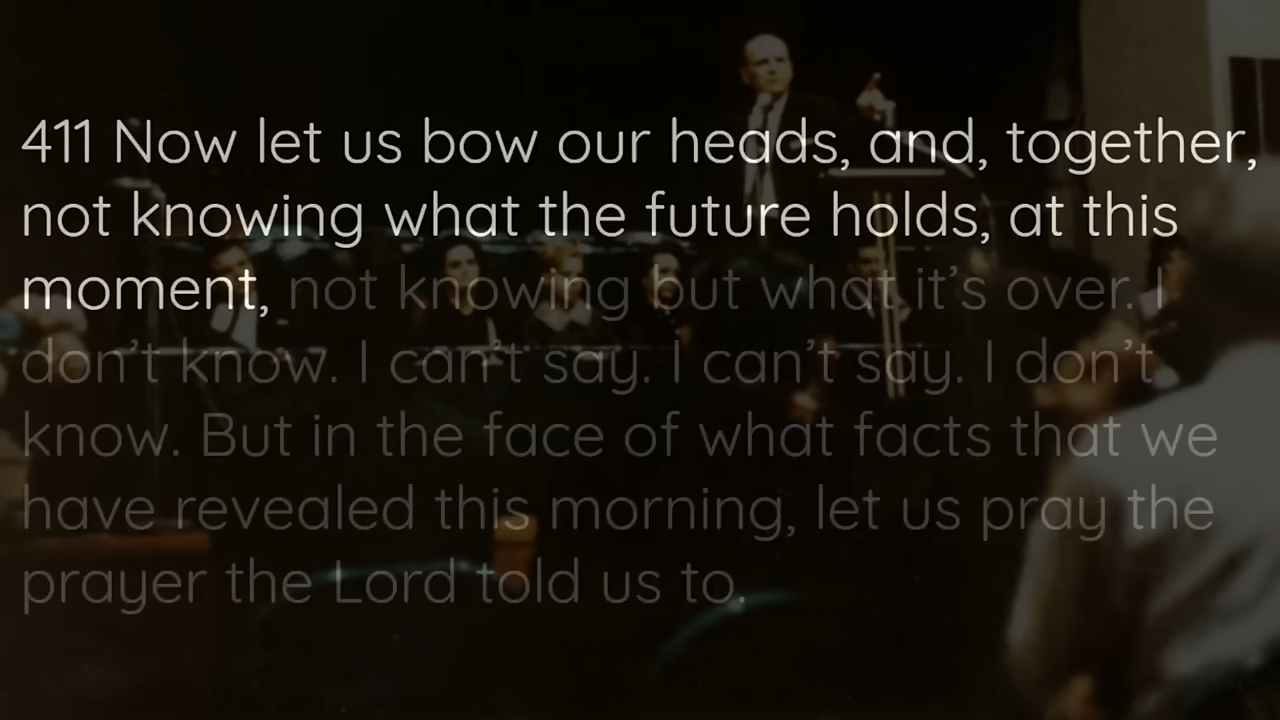 411 Now let us bow our heads, and, together,
not knowing what the future holds, at this
moment, not knowing but what it’s over. I
don’t know. I can’t say. I can’t say. I don’t
know. But in the face of what facts that we
have revealed this morning, let us pray the
prayer the Lord told us to.